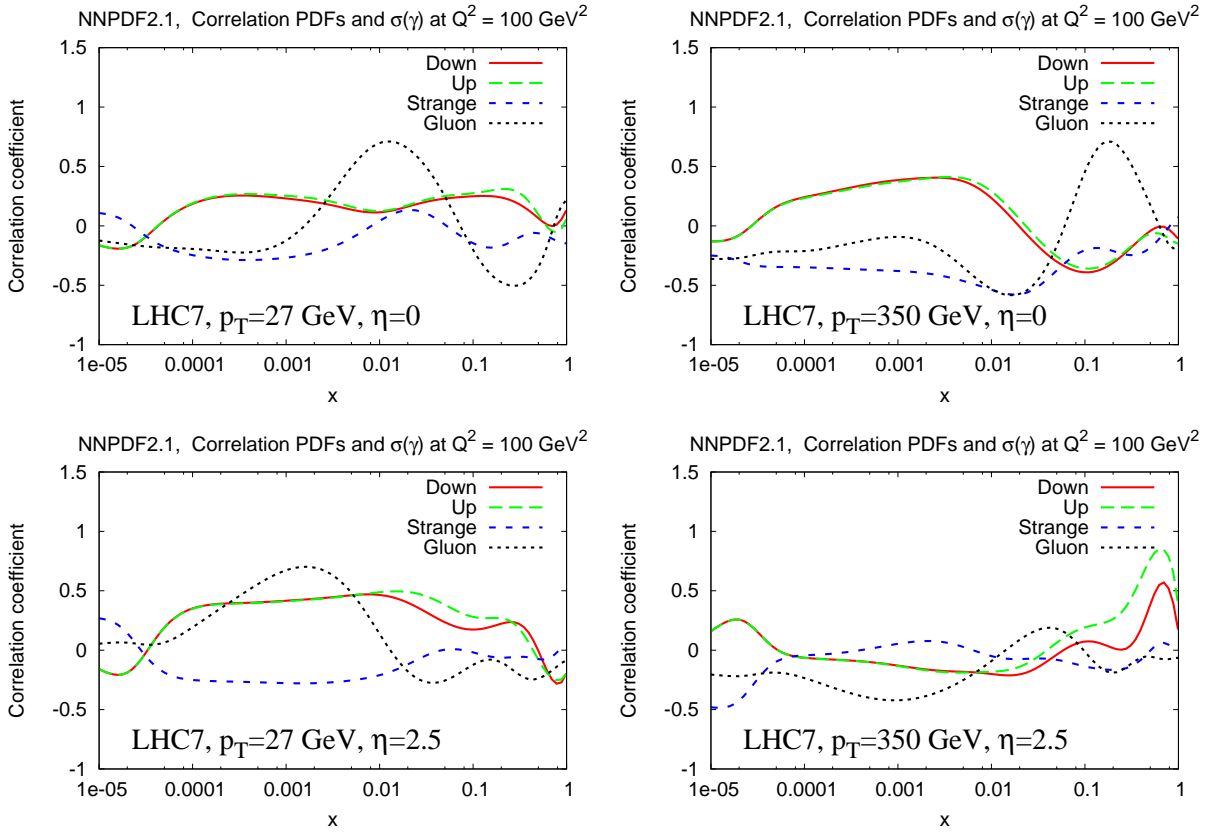 NNPDF2.1, Correlation PDFs and σ(γ) at Q² = 100 GeV²
Correlation coefficient
1.5
1
0.5
0
-0.5
-1
Down
Up
Strange
Gluon
LHC7, p_T=27 GeV, η=0
1e-05 0.0001 0.001 0.01 0.1 1
x
NNPDF2.1, Correlation PDFs and σ(γ) at Q² = 100 GeV²
Correlation coefficient
1.5
1
0.5
0
-0.5
-1
Down
Up
Strange
Gluon
LHC7, p_T=350 GeV, η=0
1e-05 0.0001 0.001 0.01 0.1 1
x
NNPDF2.1, Correlation PDFs and σ(γ) at Q² = 100 GeV²
Correlation coefficient
1.5
1
0.5
0
-0.5
-1
Down
Up
Strange
Gluon
LHC7, p_T=27 GeV, η=2.5
1e-05 0.0001 0.001 0.01 0.1 1
x
NNPDF2.1, Correlation PDFs and σ(γ) at Q² = 100 GeV²
Correlation coefficient
1.5
1
0.5
0
-0.5
-1
Down
Up
Strange
Gluon
LHC7, p_T=350 GeV, η=2.5
1e-05 0.0001 0.001 0.01 0.1 1
x